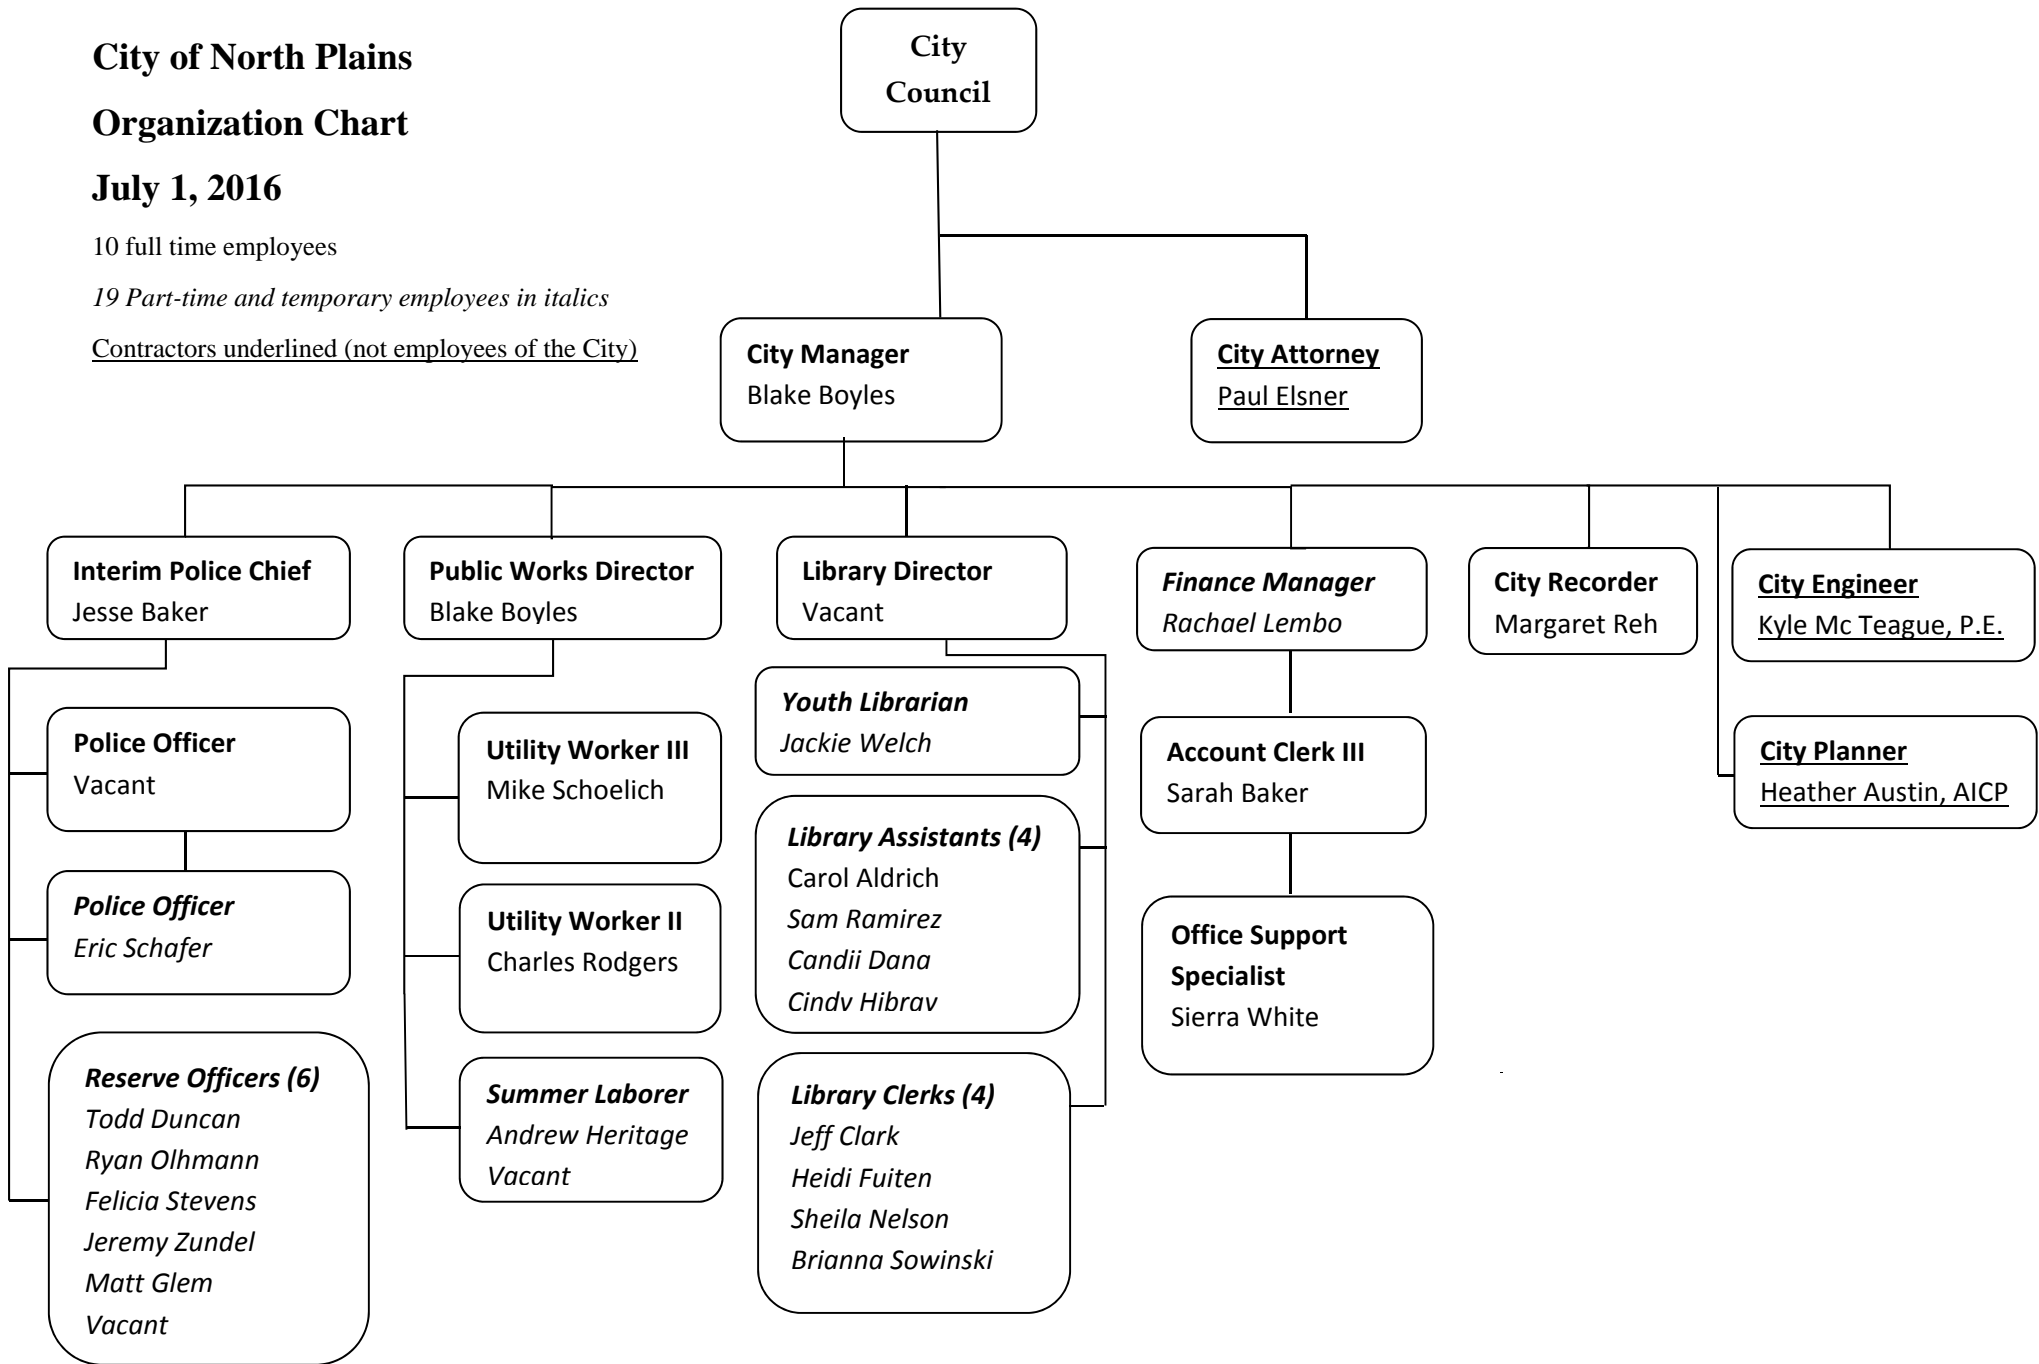 City of North Plains
Organization Chart
July 1, 2016
10 full time employees
19 Part-time and temporary employees in italics
Contractors underlined (not employees of the City)
City
Council
City Manager
Blake Boyles
City Attorney
Paul Elsner
Interim Police Chief
Jesse Baker
Police Officer
Vacant
Police Officer
Eric Schafer
Reserve Officers (6)
Todd Duncan
Ryan Olhmann
Felicia Stevens
Jeremy Zundel
Matt Glem
Vacant
Public Works Director
Blake Boyles
Utility Worker III
Mike Schoelich
Utility Worker II
Charles Rodgers
Summer Laborer
Andrew Heritage
Vacant
Library Director
Vacant
Youth Librarian
Jackie Welch
Library Assistants (4)
Carol Aldrich
Sam Ramirez
Candii Dana
Cindy Hibray
Library Clerks (4)
Jeff Clark
Heidi Fuiten
Sheila Nelson
Brianna Sowinski
Finance Manager
Rachael Lembo
Account Clerk III
Sarah Baker
Office Support
Specialist
Sierra White
City Recorder
Margaret Reh
City Engineer
Kyle Mc Teague, P.E.
City Planner
Heather Austin, AICP